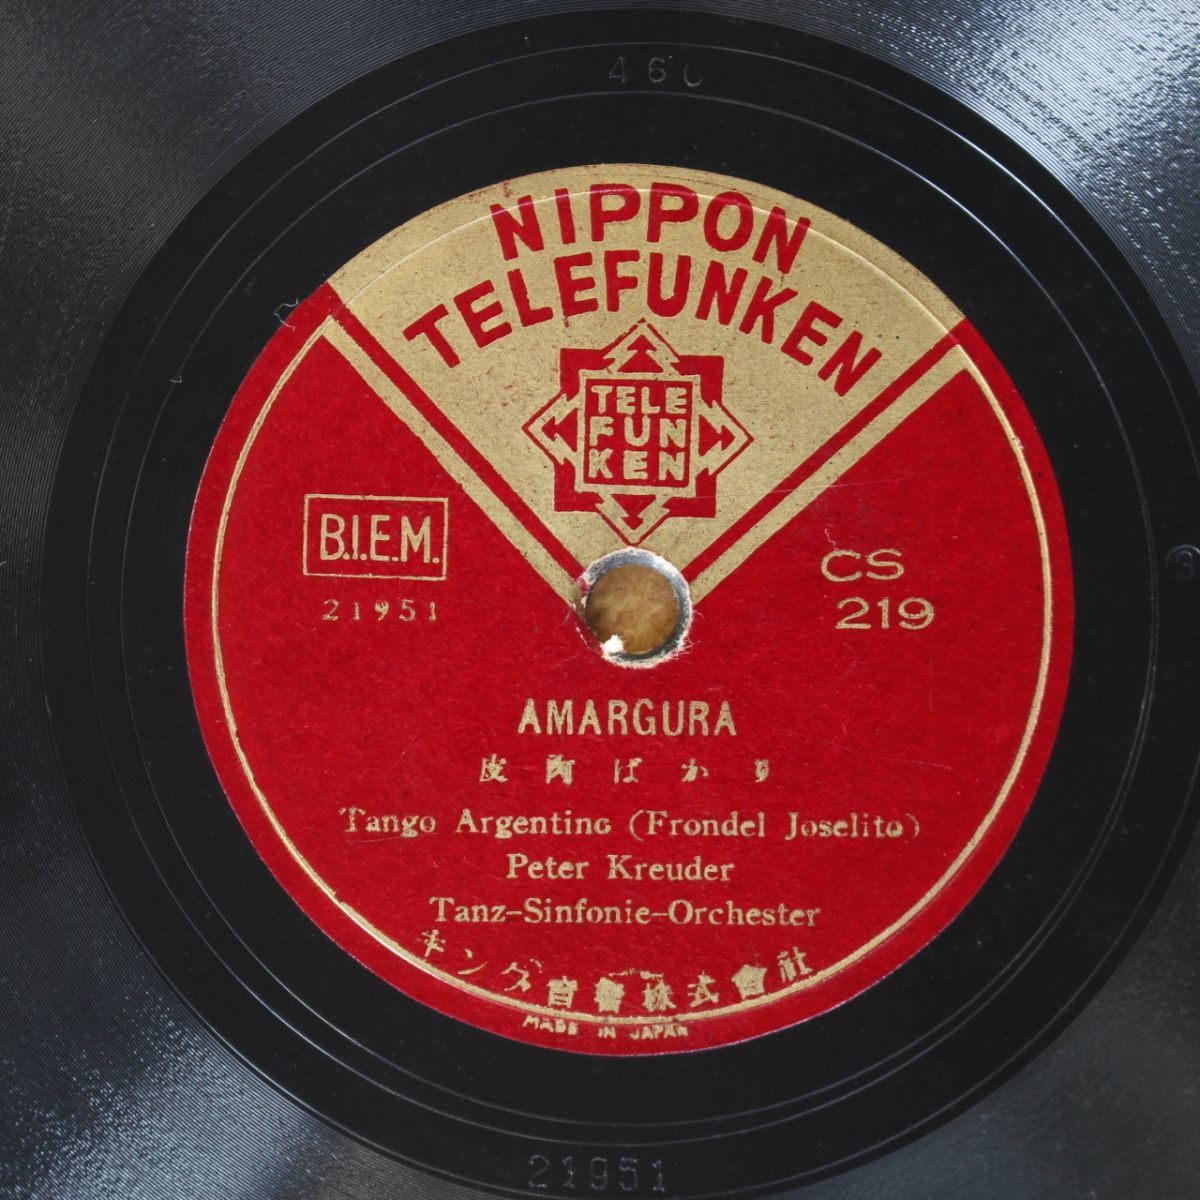 NIPPON
TELEFUNKEN
TELE
FUN
KEN
B.I.E.M.
21951
CS
219
AMARGURA
皮肉ばかり
Tango Argentino (Frondel Joselito)
Peter Kreuder
Tanz-Sinfonie-Orchester
キング音響株式會社
MADE IN JAPAN
21951